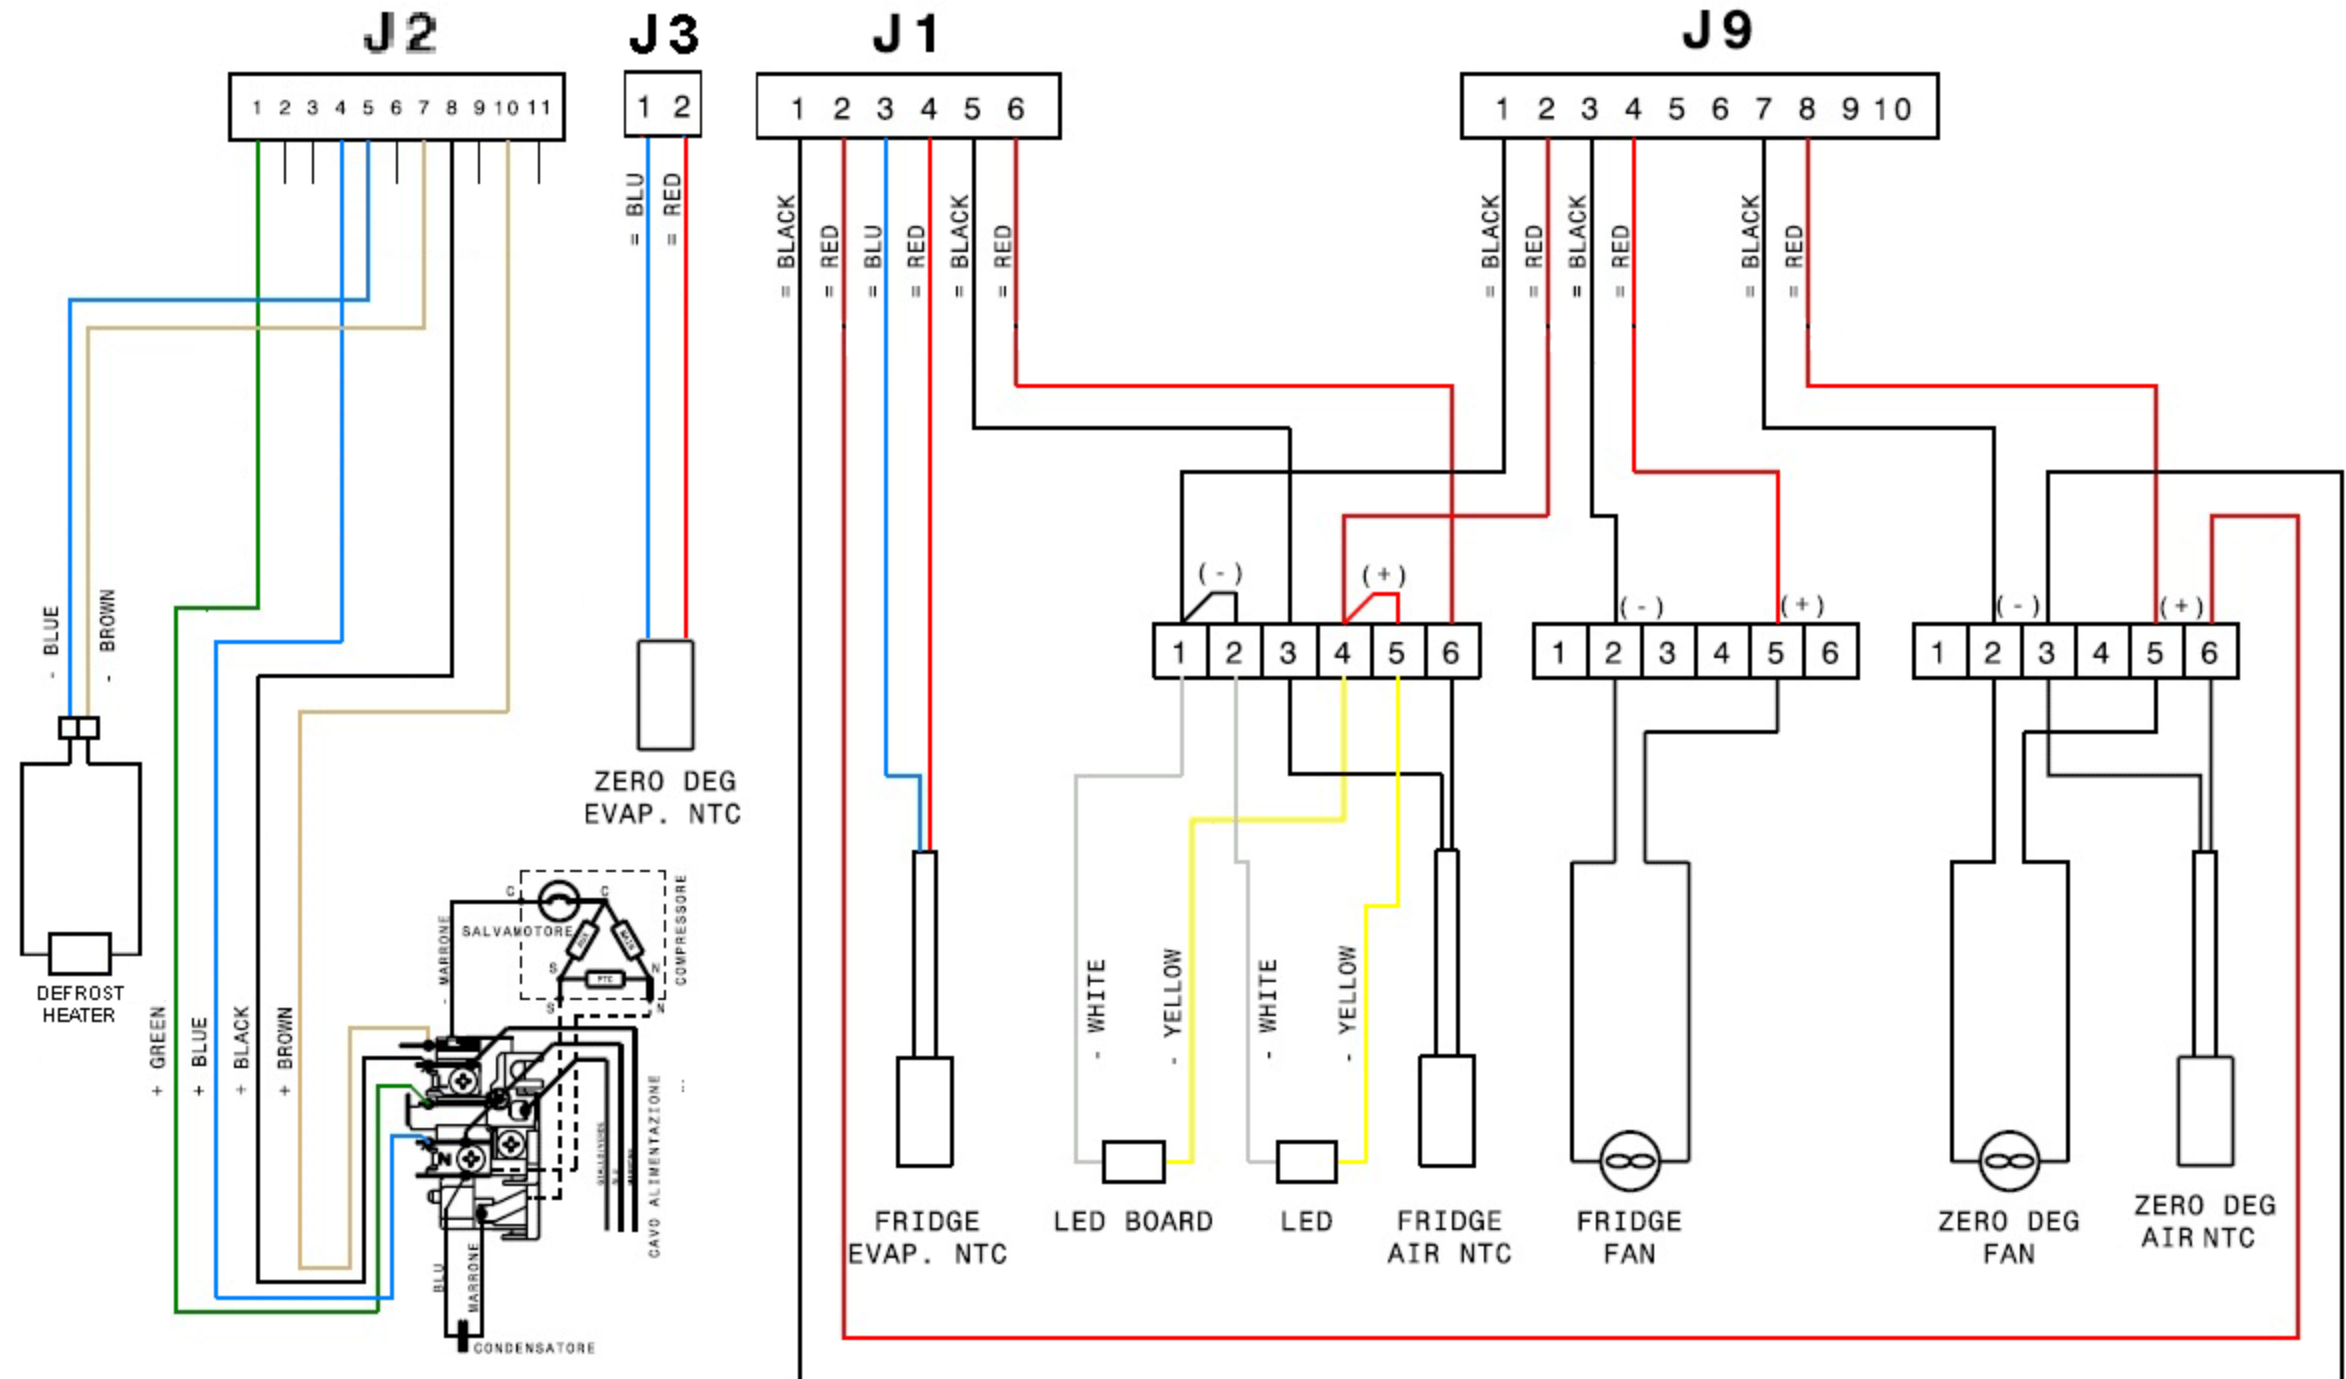 J2 J3 J1 J9
1 2 3 4 5 6 7 8 9 10 11
1 2
1 2 3 4 5 6
1 2 3 4 5 6 7 8 9 10
= BLU
= RED
= BLACK
= RED
= BLU
= RED
= BLACK
= RED
= BLACK
= RED
= BLACK
= RED
= BLACK
= RED
(-) (+)
(-) (+)
(-) (+)
1 2 3 4 5 6
1 2 3 4 5 6
1 2 3 4 5 6
- BLUE
- BROWN
ZERO DEG
EVAP. NTC
DEFROST
HEATER
+ GREEN
+ BLUE
+ BLACK
+ BROWN
- MARRONE
C C
SALVAMOTORE
COMPRESSORE
MAIN
PTC
S N
S N
N
CAVO ALIMENTAZIONE
BLU
MARRONE
CONDENSATORE
- WHITE
- YELLOW
- WHITE
- YELLOW
FRIDGE
EVAP. NTC
LED BOARD
LED
FRIDGE
AIR NTC
FRIDGE
FAN
ZERO DEG
FAN
ZERO DEG
AIR NTC